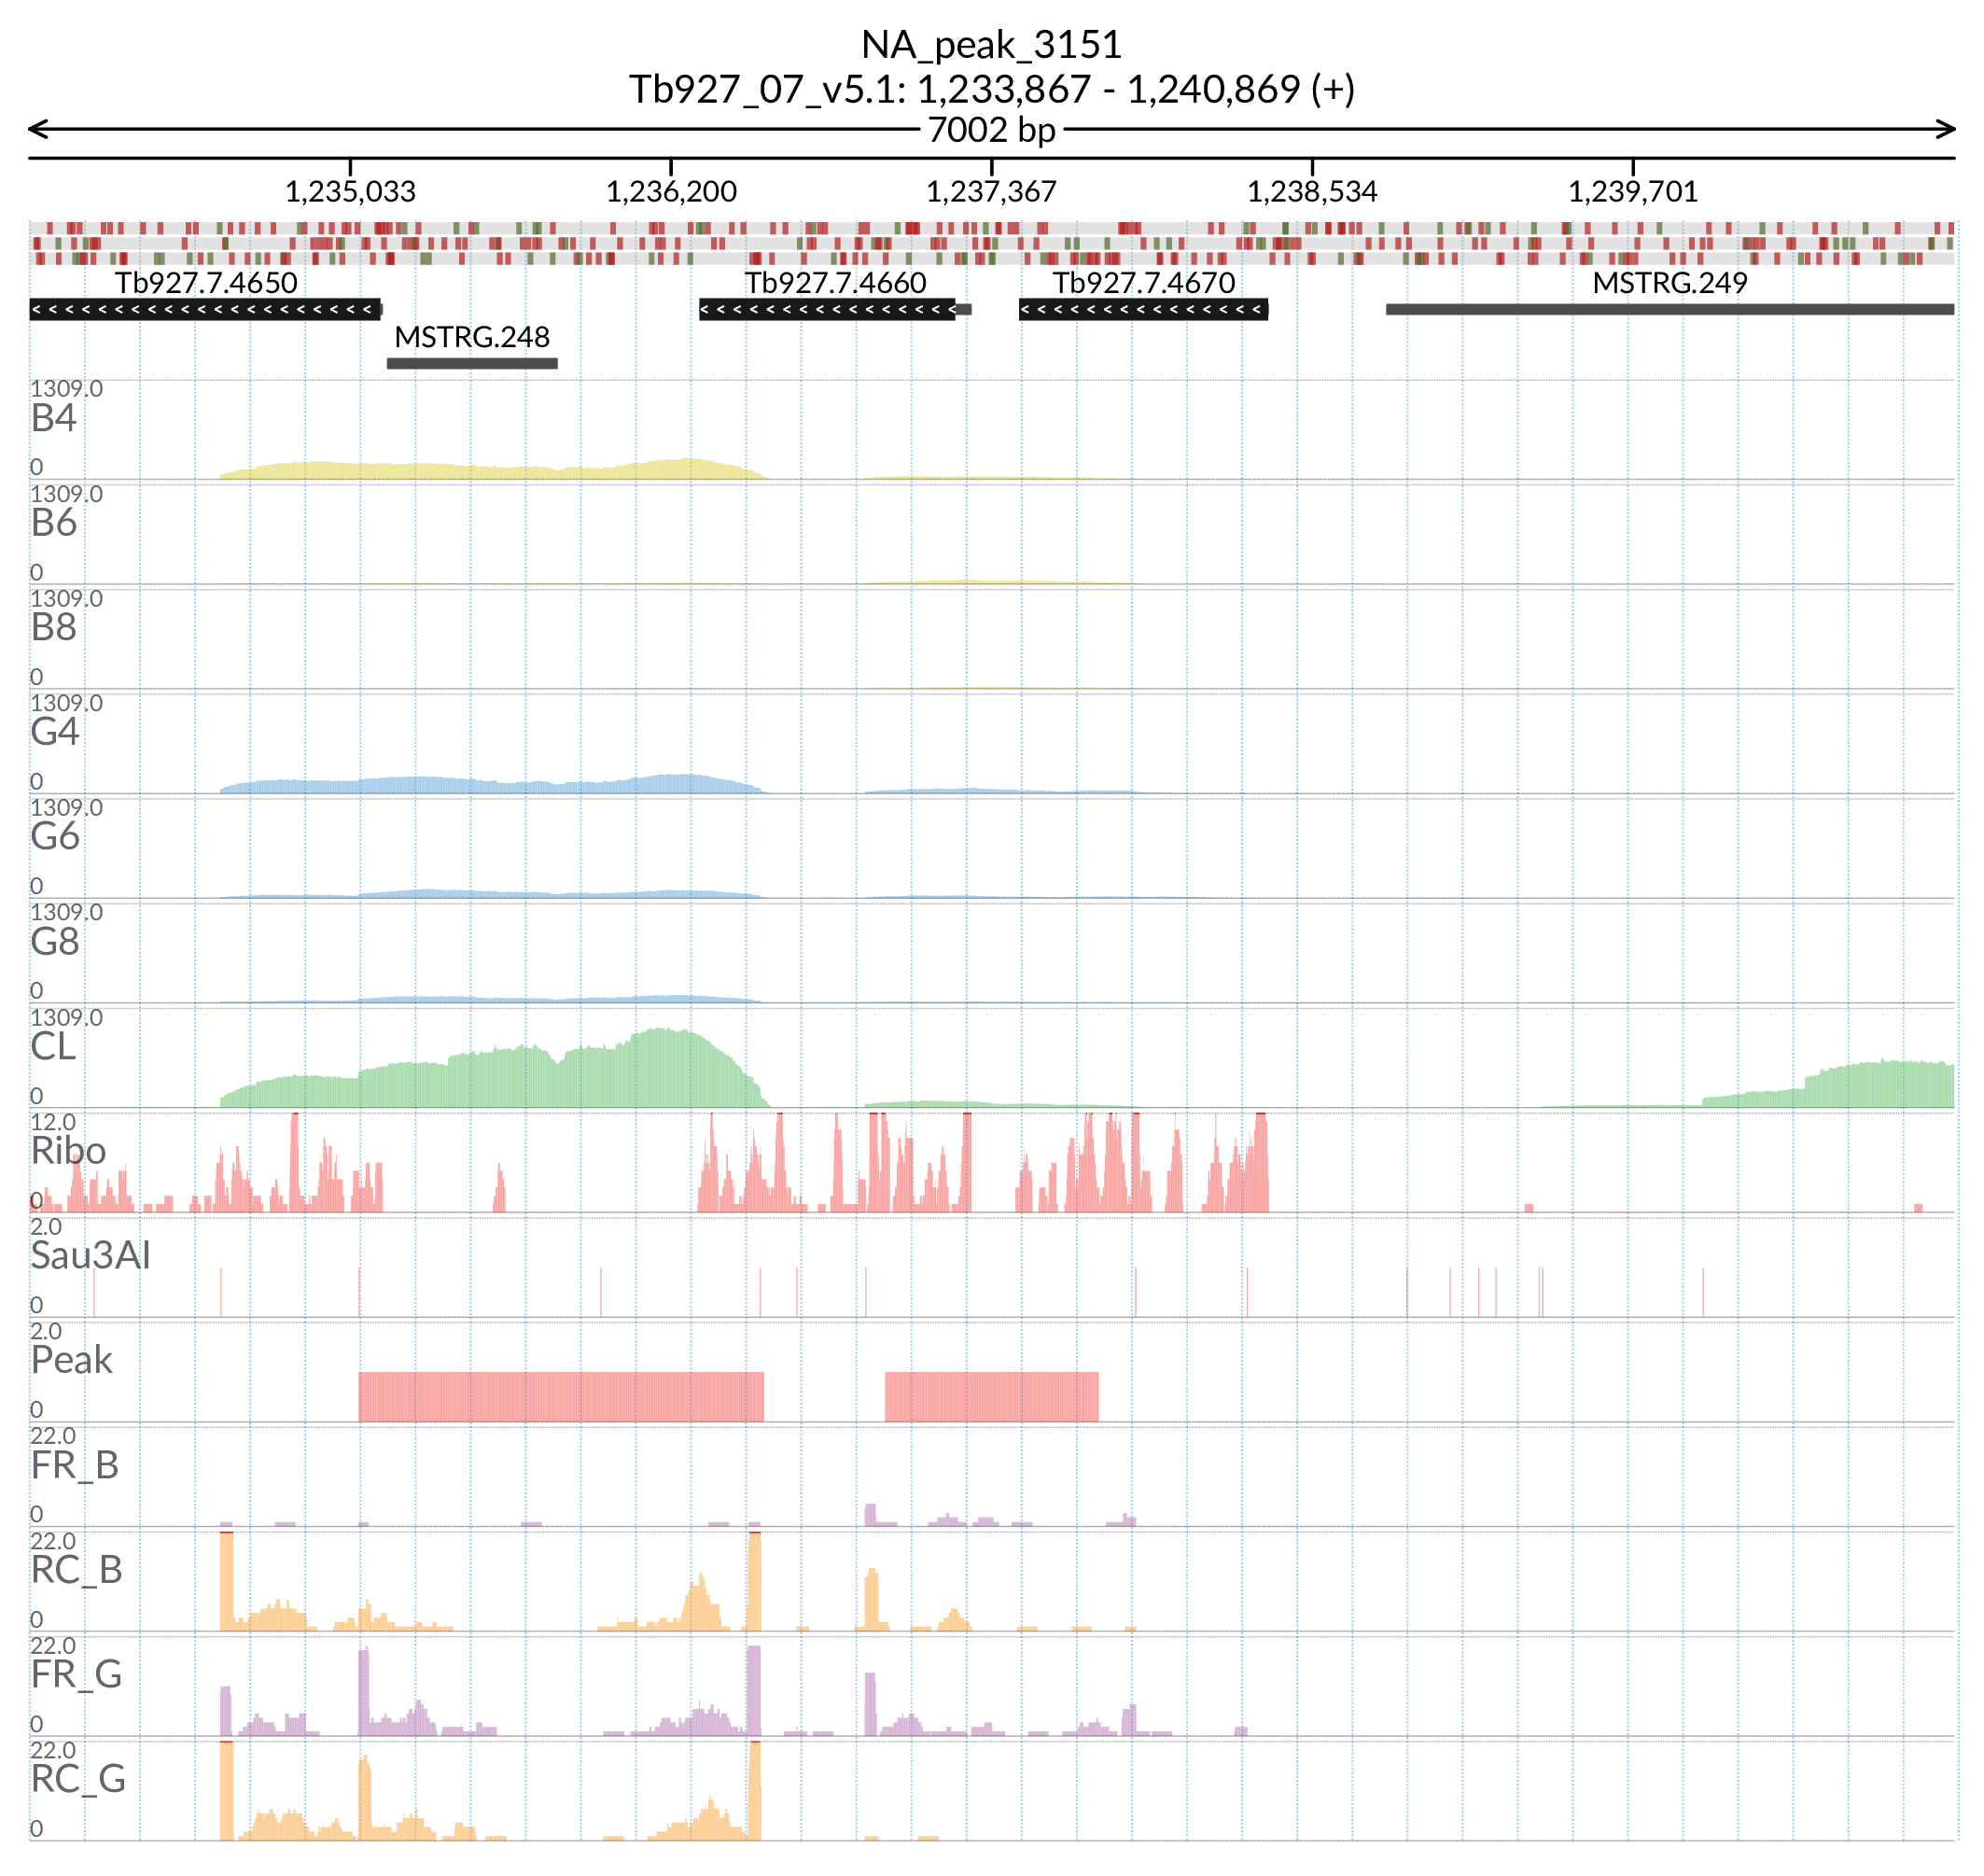 NA_peak_3151
Tb927_07_v5.1: 1,233,867 - 1,240,869 (+)
7002 bp
1,235,033 1,236,200 1,237,367 1,238,534 1,239,701
Tb927.7.4650 Tb927.7.4660 Tb927.7.4670 MSTRG.249
MSTRG.248
1309.0
B4
0
1309.0
B6
0
1309.0
B8
0
1309.0
G4
0
1309.0
G6
0
1309.0
G8
0
1309.0
CL
0
12.0
Ribo
0
2.0
Sau3AI
0
2.0
Peak
0
22.0
FR_B
0
22.0
RC_B
0
22.0
FR_G
0
22.0
RC_G
0